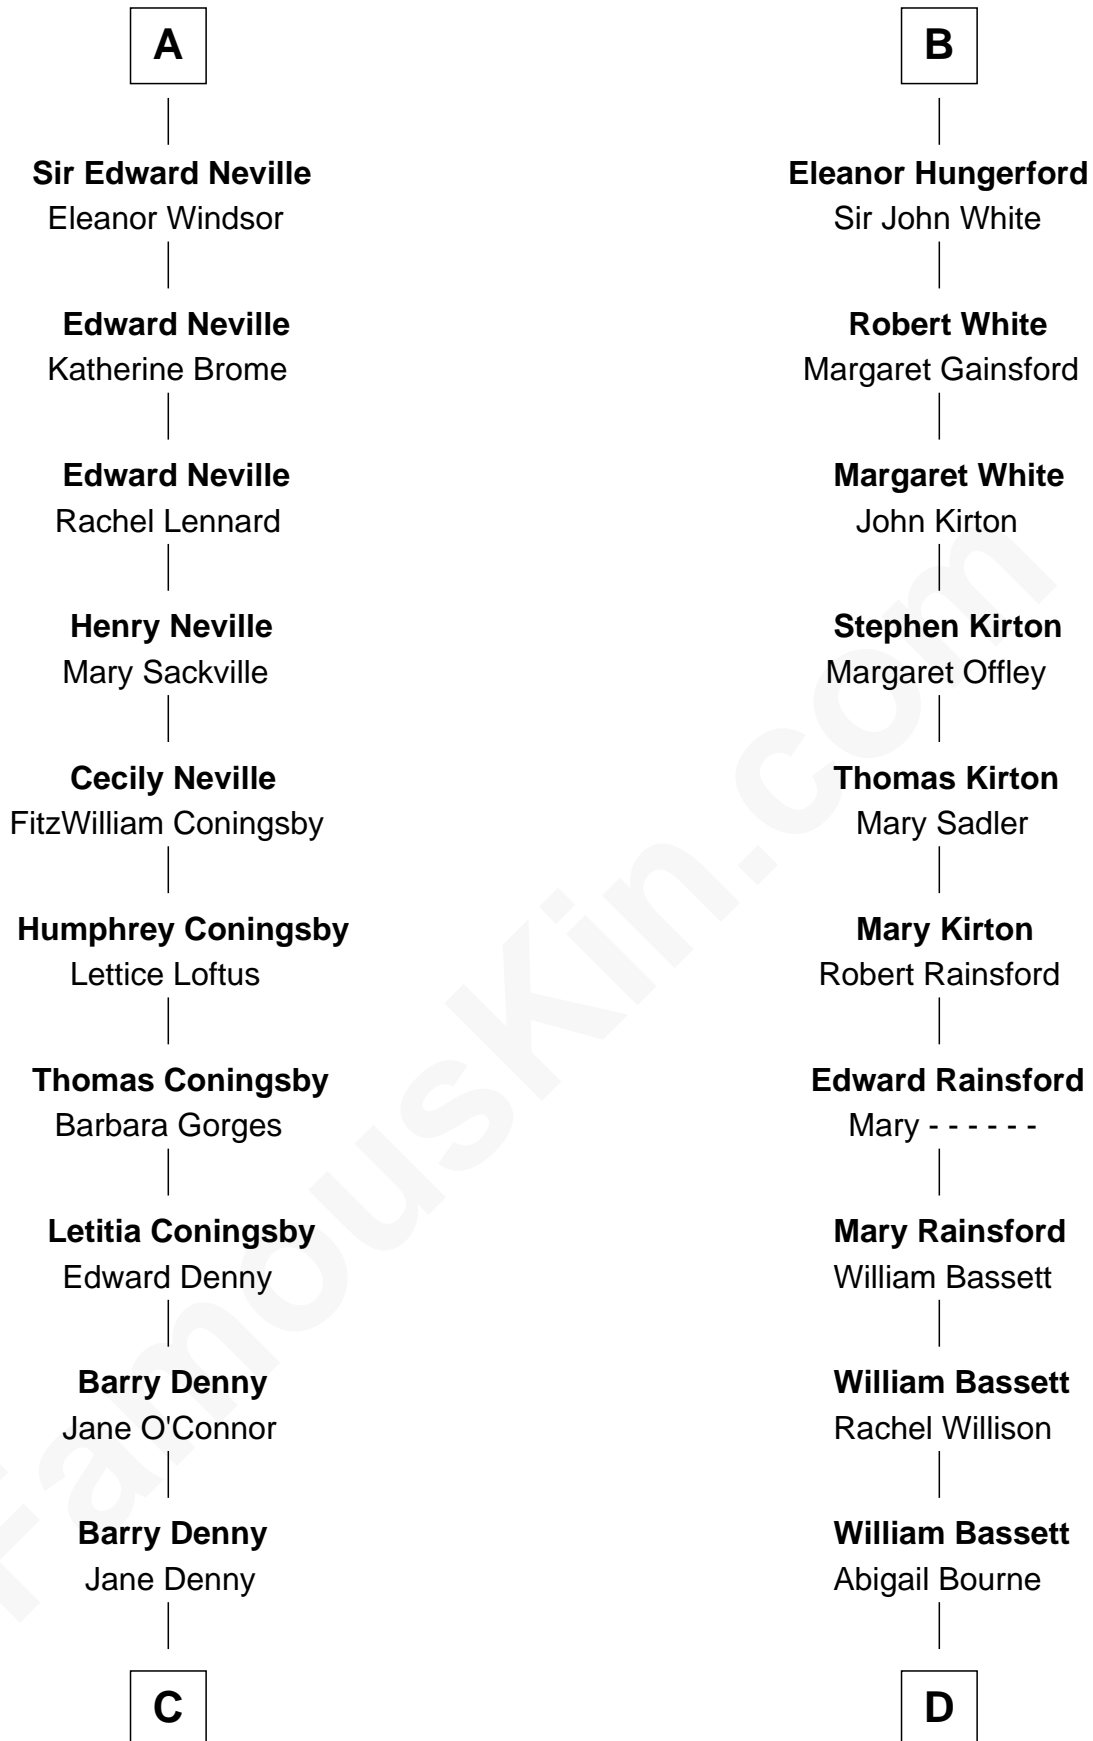 A
Sir Edward Neville
Eleanor Windsor
Edward Neville
Katherine Brome
Edward Neville
Rachel Lennard
Henry Neville
Mary Sackville
Cecily Neville
FitzWilliam Coningsby
Humphrey Coningsby
Lettice Loftus
Thomas Coningsby
Barbara Gorges
Letitia Coningsby
Edward Denny
Barry Denny
Jane O'Connor
Barry Denny
Jane Denny
C
B
Eleanor Hungerford
Sir John White
Robert White
Margaret Gainsford
Margaret White
John Kirton
Stephen Kirton
Margaret Offley
Thomas Kirton
Mary Sadler
Mary Kirton
Robert Rainsford
Edward Rainsford
Mary - - - - - -
Mary Rainsford
William Bassett
William Bassett
Rachel Willison
William Bassett
Abigail Bourne
D
FamousKin.com